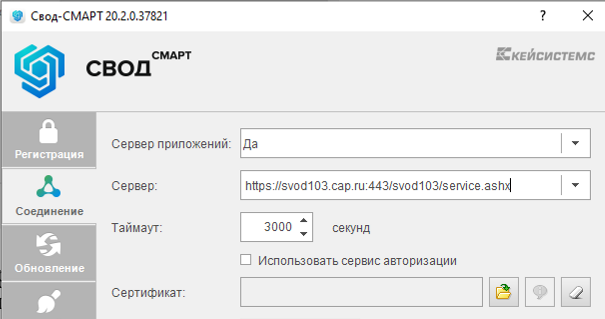 Свод-СМАРТ 20.2.0.37821
?
СВОД СМАРТ
КЕЙСИСТЕМС
Регистрация
Сервер приложений: Да
Сервер: https://svod103.cap.ru:443/svod103/service.ashx
Соединение
Таймаут: 3000 секунд
Использовать сервис авторизации
Обновление
Сертификат: